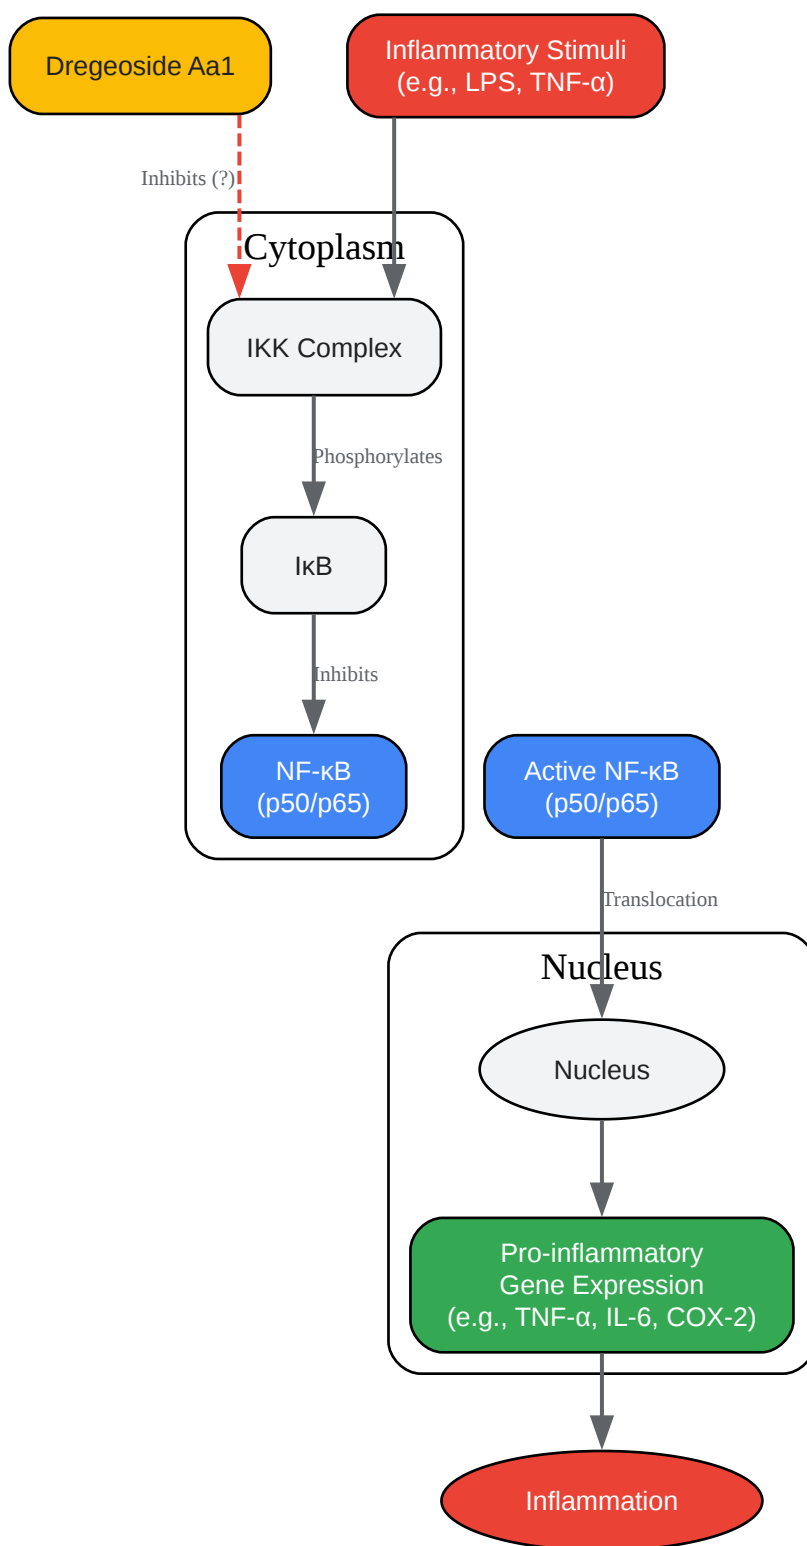 Dregeoside Aa1
Inflammatory Stimuli
(e.g., LPS, TNF-α)
Inhibits (?)
Cytoplasm
IKK Complex
Phosphorylates
IκB
Inhibits
NF-κB
(p50/p65)
Active NF-κB
(p50/p65)
Translocation
Nucleus
Nucleus
Pro-inflammatory
Gene Expression
(e.g., TNF-α, IL-6, COX-2)
Inflammation